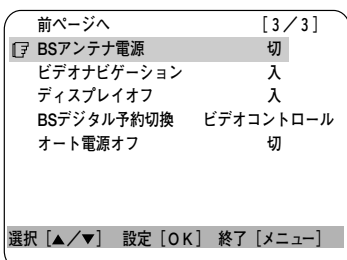 前ページへ [3/3]
☞ BSアンテナ電源 切
ビデオナビゲーション 入
ディスプレイオフ 入
BSデジタル予約切換 ビデオコントロール
オート電源オフ 切
選択[▲/▼] 設定[OK] 終了[メニュー]